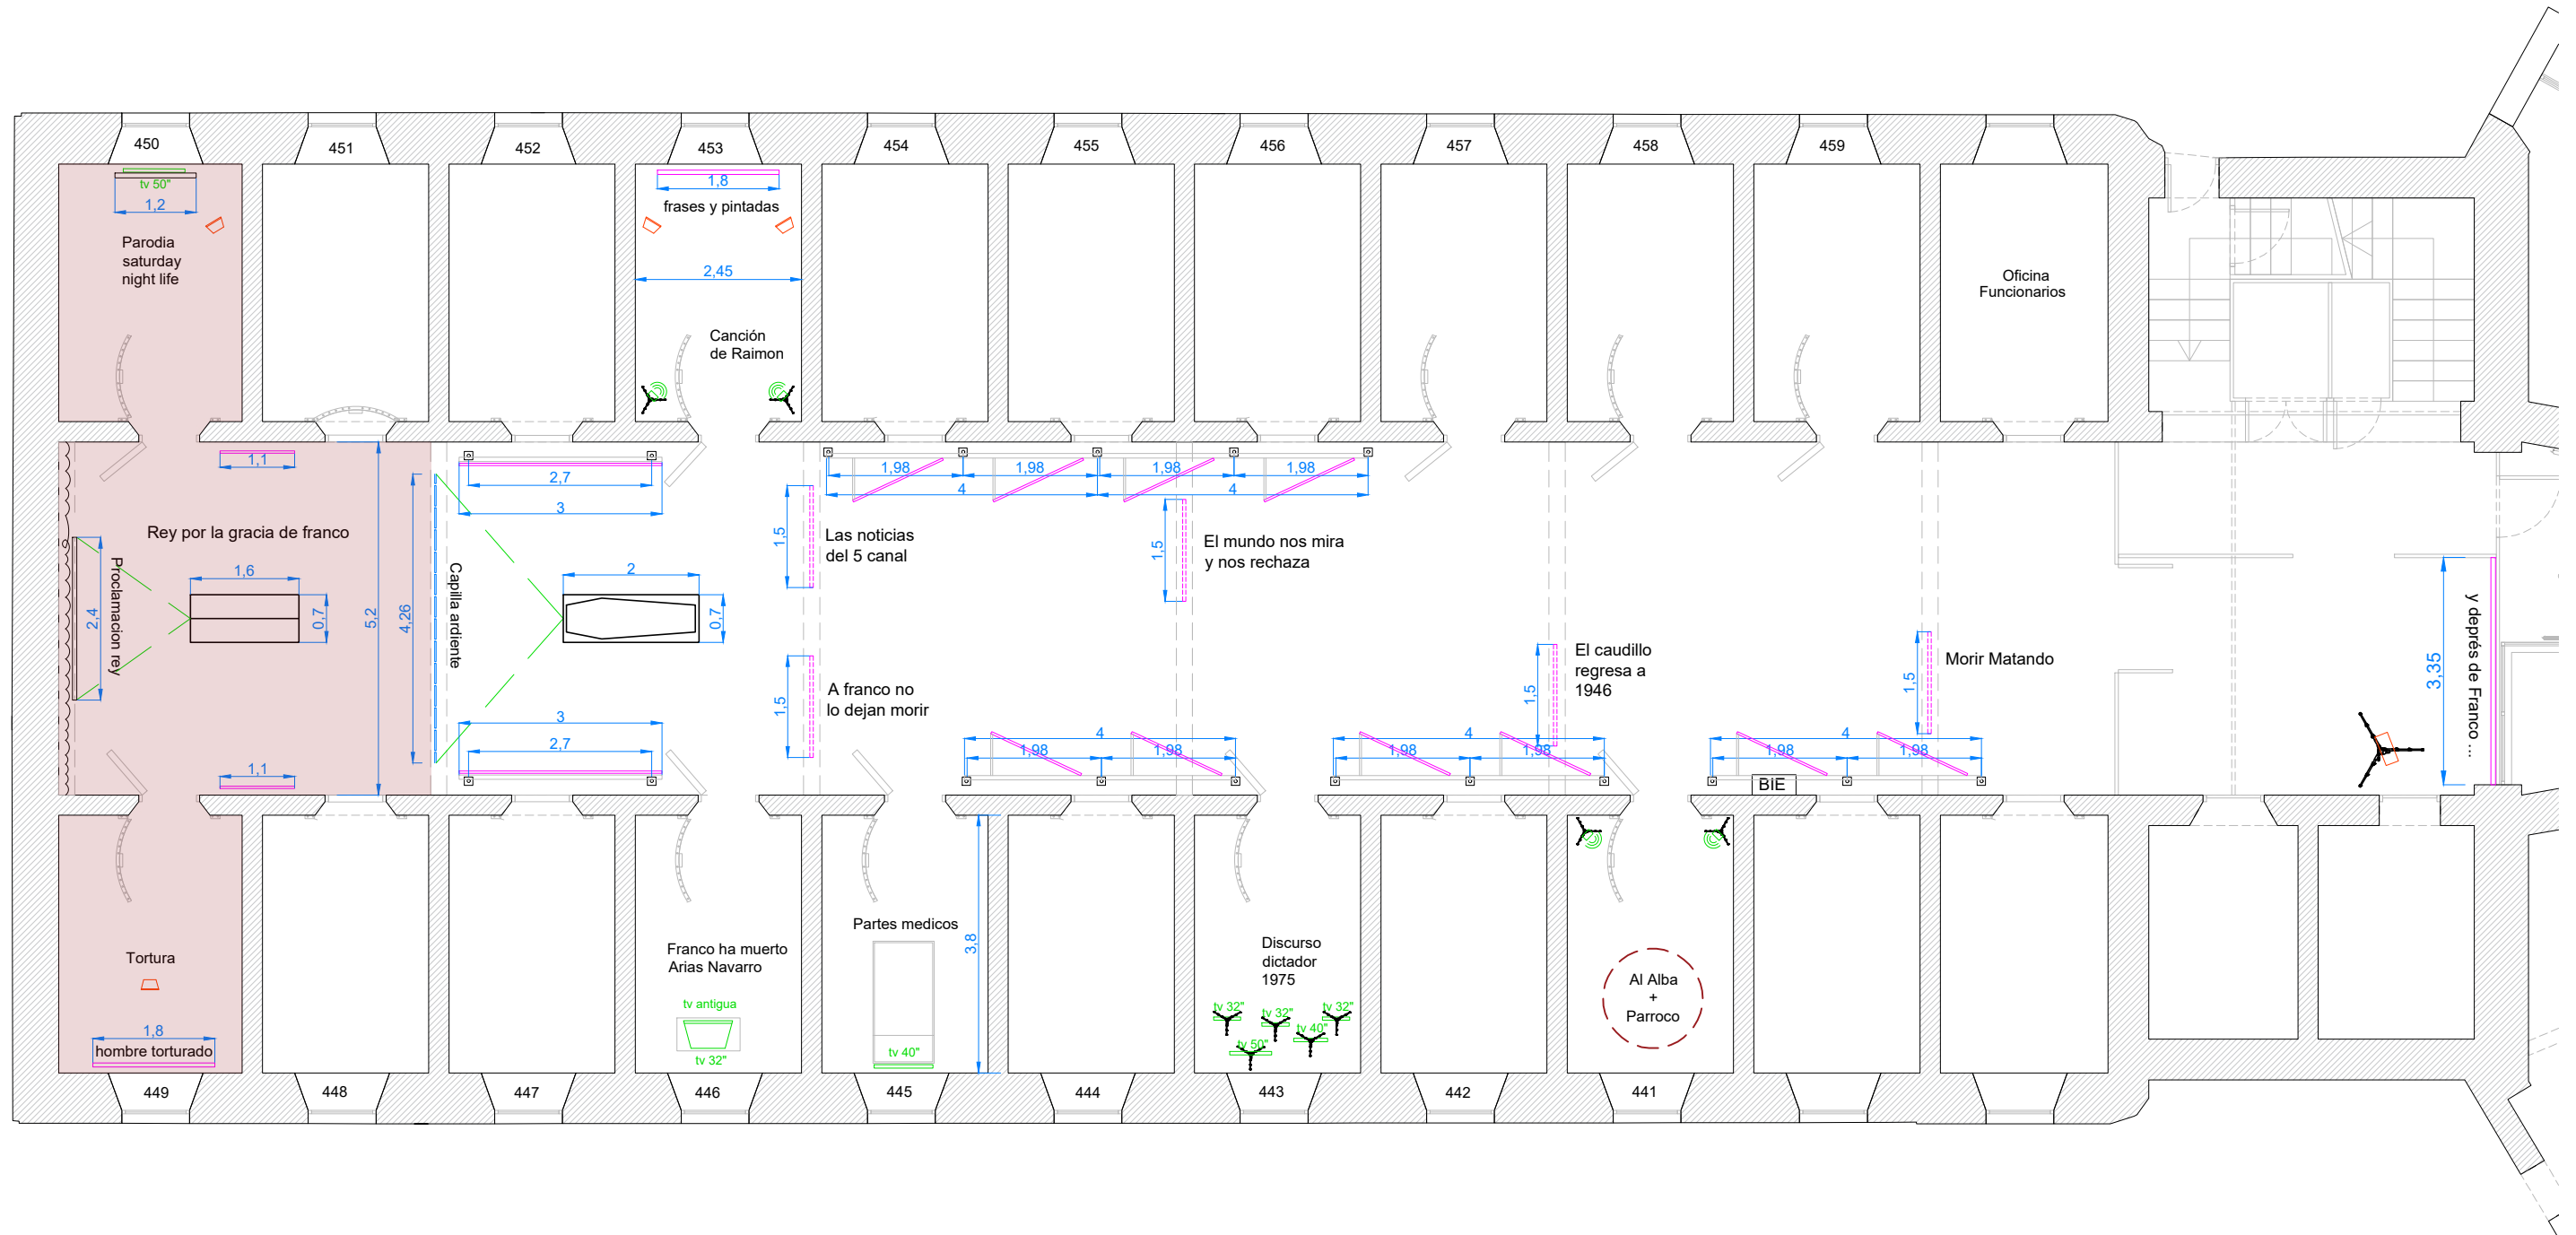 450
451
452
453
454
455
456
457
458
459
tv 50"
1,2
1,8
frases y pintadas
Parodia
saturday
night life
2,45
Canción
de Raimon
Oficina
Funcionarios
1,1
2,7
3
1,98
1,98
1,98
1,98
4
4
Rey por la gracia de franco
1,5
Las noticias
del 5 canal
1,5
El mundo nos mira
y nos rechaza
Proclamacion rey
2,4
1,6
0,7
5,2
4,26
Capilla ardiente
2
0,7
3,35
y deprés de Franco ...
1,5
A franco no
lo dejan morir
1,5
El caudillo
regresa a
1946
1,5
Morir Matando
3
2,7
1,1
4
1,98
1,98
4
1,98
1,98
4
1,98
1,98
BIE
Tortura
1,8
hombre torturado
Franco ha muerto
Arias Navarro
tv antigua
tv 32"
Partes medicos
3,8
tv 40"
Discurso
dictador
1975
tv 32"
tv 32"
tv 32"
tv 40"
tv 50"
Al Alba
+
Parroco
449
448
447
446
445
444
443
442
441